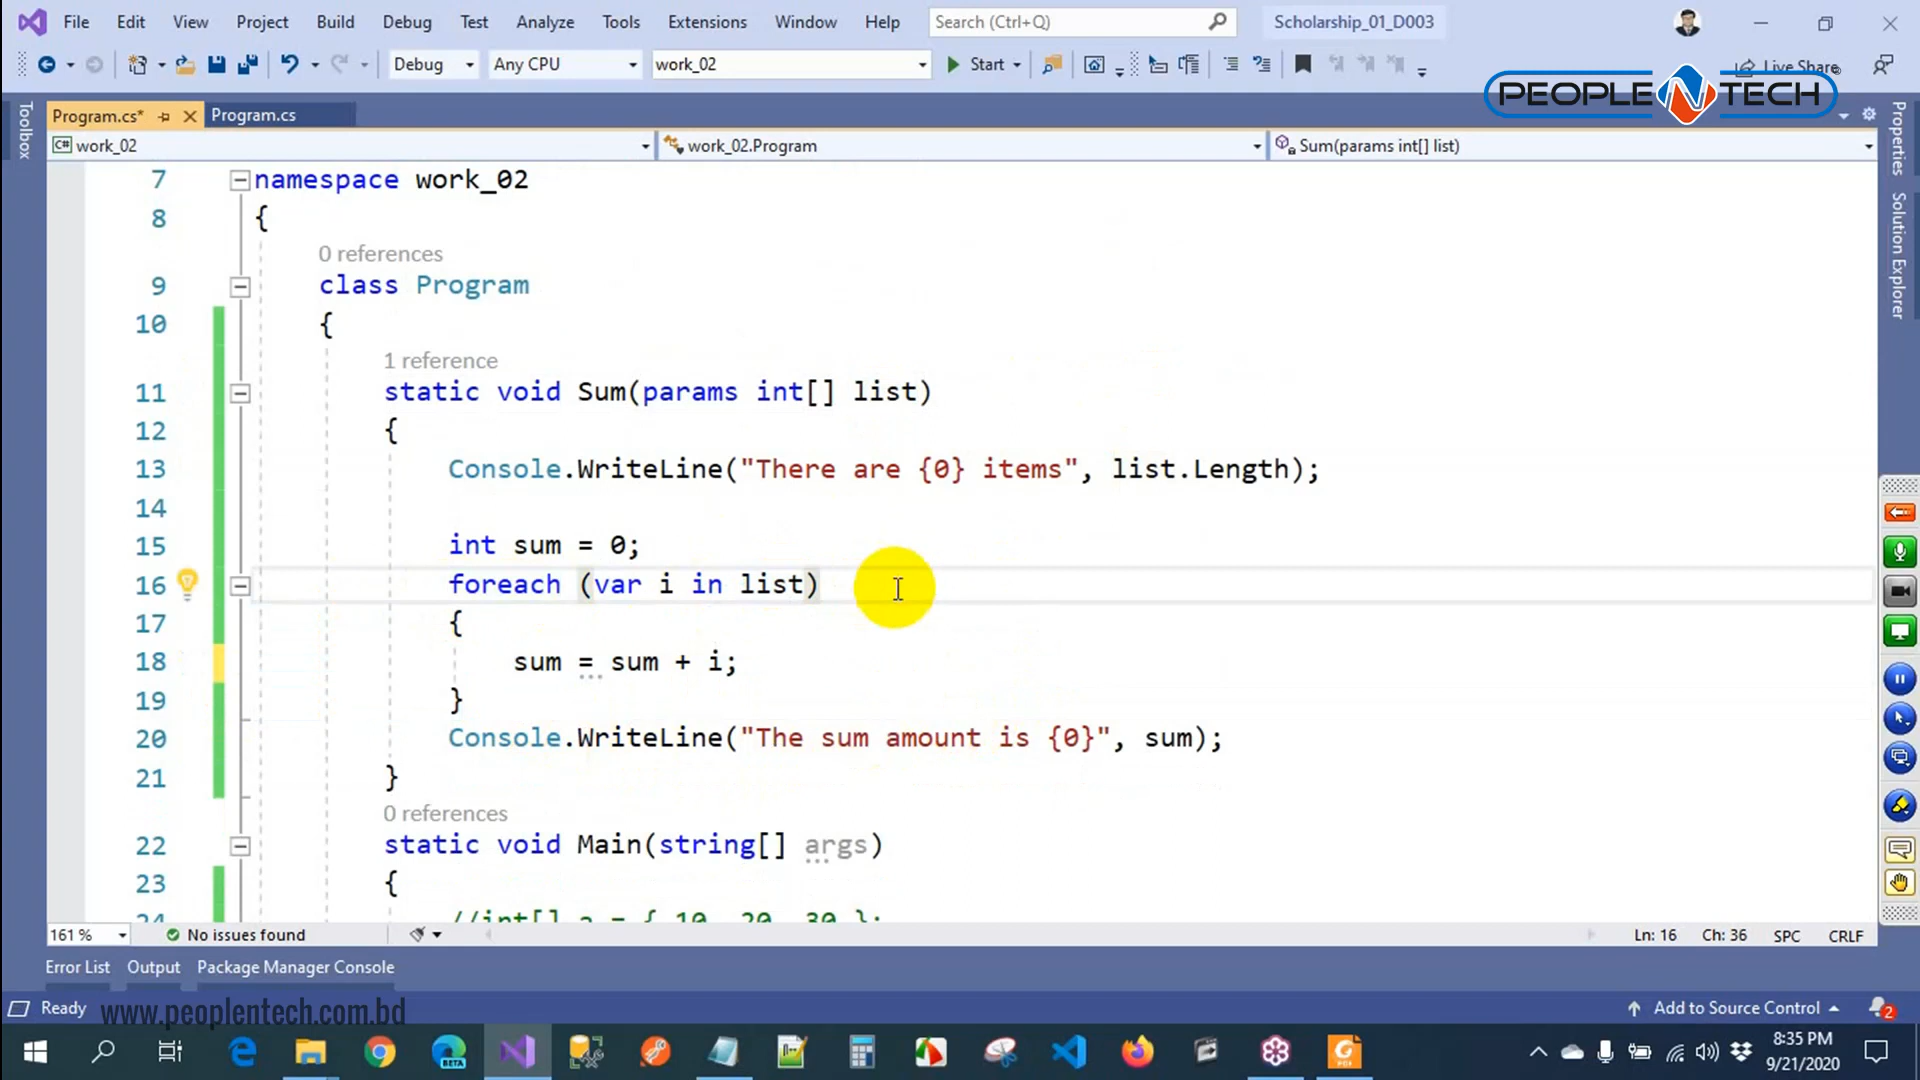 File Edit View Project Build Debug Test Analyze Tools Extensions Window Help Search (Ctrl+Q) Scholarship_01_D003
Debug Any CPU work_02 Start Live Share
PEOPLE N TECH
Program.cs* Program.cs
C# work_02 work_02.Program Sum(params int[] list)
Toolbox
Properties
Solution Explorer
7 namespace work_02
8 {
0 references
9 class Program
10 {
1 reference
11 static void Sum(params int[] list)
12 {
13 Console.WriteLine("There are {0} items", list.Length);
14
15 int sum = 0;
16 foreach (var i in list)
17 {
18 sum = sum + i;
19 }
20 Console.WriteLine("The sum amount is {0}", sum);
21 }
0 references
22 static void Main(string[] args)
23 {
24 //int[] a = { 10, 20, 30 };
161 % No issues found Ln: 16 Ch: 36 SPC CRLF
Error List Output Package Manager Console
Ready www.peoplentech.com.bd Add to Source Control 2
BETA
8:35 PM
9/21/2020